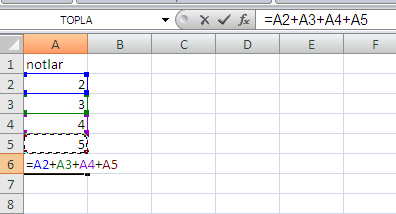 TOPLA fx =A2+A3+A4+A5
A B C D E F
1 notlar
2 2
3 3
4 4
5 5
6 =A2+A3+A4+A5
7
8